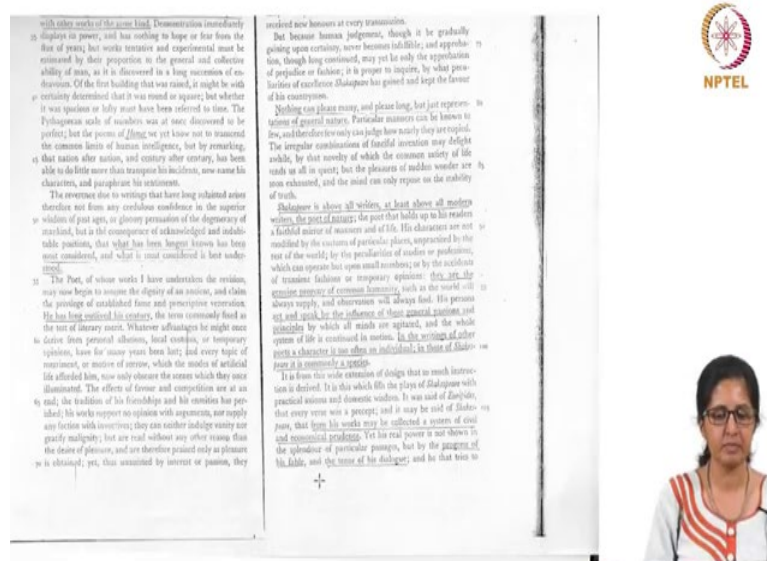 with other works of the same kind. Demonstration immediately
35 displays its power, and has nothing to hope or fear from the
flux of years; but works tentative and experimental must be
estimated by their proportion to the general and collective
ability of man, as it is discovered in a long succession of en-
deavours. Of the first building that was raised, it might be with
40 certainty determined that it was round or square; but whether
it was spacious or lofty must have been referred to time. The
Pythagorean scale of numbers was at once discovered to be
perfect; but the poems of Homer we yet know not to transcend
the common limits of human intelligence, but by remarking,
45 that nation after nation, and century after century, has been
able to do little more than transpose his incidents, new name his
characters, and paraphrase his sentiments.
The reverence due to writings that have long subsisted arises
therefore not from any credulous confidence in the superior
50 wisdom of past ages, or gloomy persuasion of the degeneracy of
mankind, but is the consequence of acknowledged and indubi-
table positions, that what has been longest known has been
most considered, and what is most considered is best under-
stood.
55 The Poet, of whose works I have undertaken the revision,
may now begin to assume the dignity of an ancient, and claim
the privilege of established fame and prescriptive veneration.
He has long outlived his century, the term commonly fixed as
the test of literary merit. Whatever advantages he might once
60 derive from personal allusions, local customs, or temporary
opinions, have for many years been lost; and every topic of
merriment, or motive of sorrow, which the modes of artificial
life afforded him, now only obscure the scenes which they once
illuminated. The effects of favour and competition are at an
65 end; the tradition of his friendships and his enmities has per-
ished; his works support no opinion with arguments, nor supply
any faction with invectives; they can neither indulge vanity nor
gratify malignity; but are read without any other reason than
the desire of pleasure, and are therefore praised only as pleasure
70 is obtained; yet, thus unassisted by interest or passion, they
received new honours at every transmission.
But because human judgement, though it be gradually
gaining upon certainty, never becomes infallible; and approba- 75
tion, though long continued, may yet be only the approbation
of prejudice or fashion; it is proper to inquire, by what pecu-
liarities of excellence Shakespeare has gained and kept the favour
of his countrymen.
Nothing can please many, and please long, but just represen- 80
tations of general nature. Particular manners can be known to
few, and therefore few only can judge how nearly they are copied.
The irregular combinations of fanciful invention may delight
awhile, by that novelty of which the common satiety of life
sends us all in quest; but the pleasures of sudden wonder are 85
soon exhausted, and the mind can only repose on the stability
of truth.
Shakespeare is above all writers, at least above all modern
writers, the poet of nature; the poet that holds up to his readers
a faithful mirror of manners and of life. His characters are not 90
modified by the customs of particular places, unpractised by the
rest of the world; by the peculiarities of studies or professions,
which can operate but upon small numbers; or by the accidents
of transient fashions or temporary opinions: they are the
genuine progeny of common humanity, such as the world will 95
always supply, and observation will always find. His persons
act and speak by the influence of those general passions and
principles by which all minds are agitated, and the whole
system of life is continued in motion. In the writings of other
poets a character is too often an individual; in those of Shake- 100
speare it is commonly a species.
It is from this wide extension of design that so much instruc-
tion is derived. It is this which fills the plays of Shakespeare with
practical axioms and domestic wisdom. It was said of Euripides,
that every verse was a precept; and it may be said of Shake- 105
speare, that from his works may be collected a system of civil
and economical prudence. Yet his real power is not shown in
the splendour of particular passages, but by the progress of
his fable, and the tenor of his dialogue; and he that tries to
NPTEL